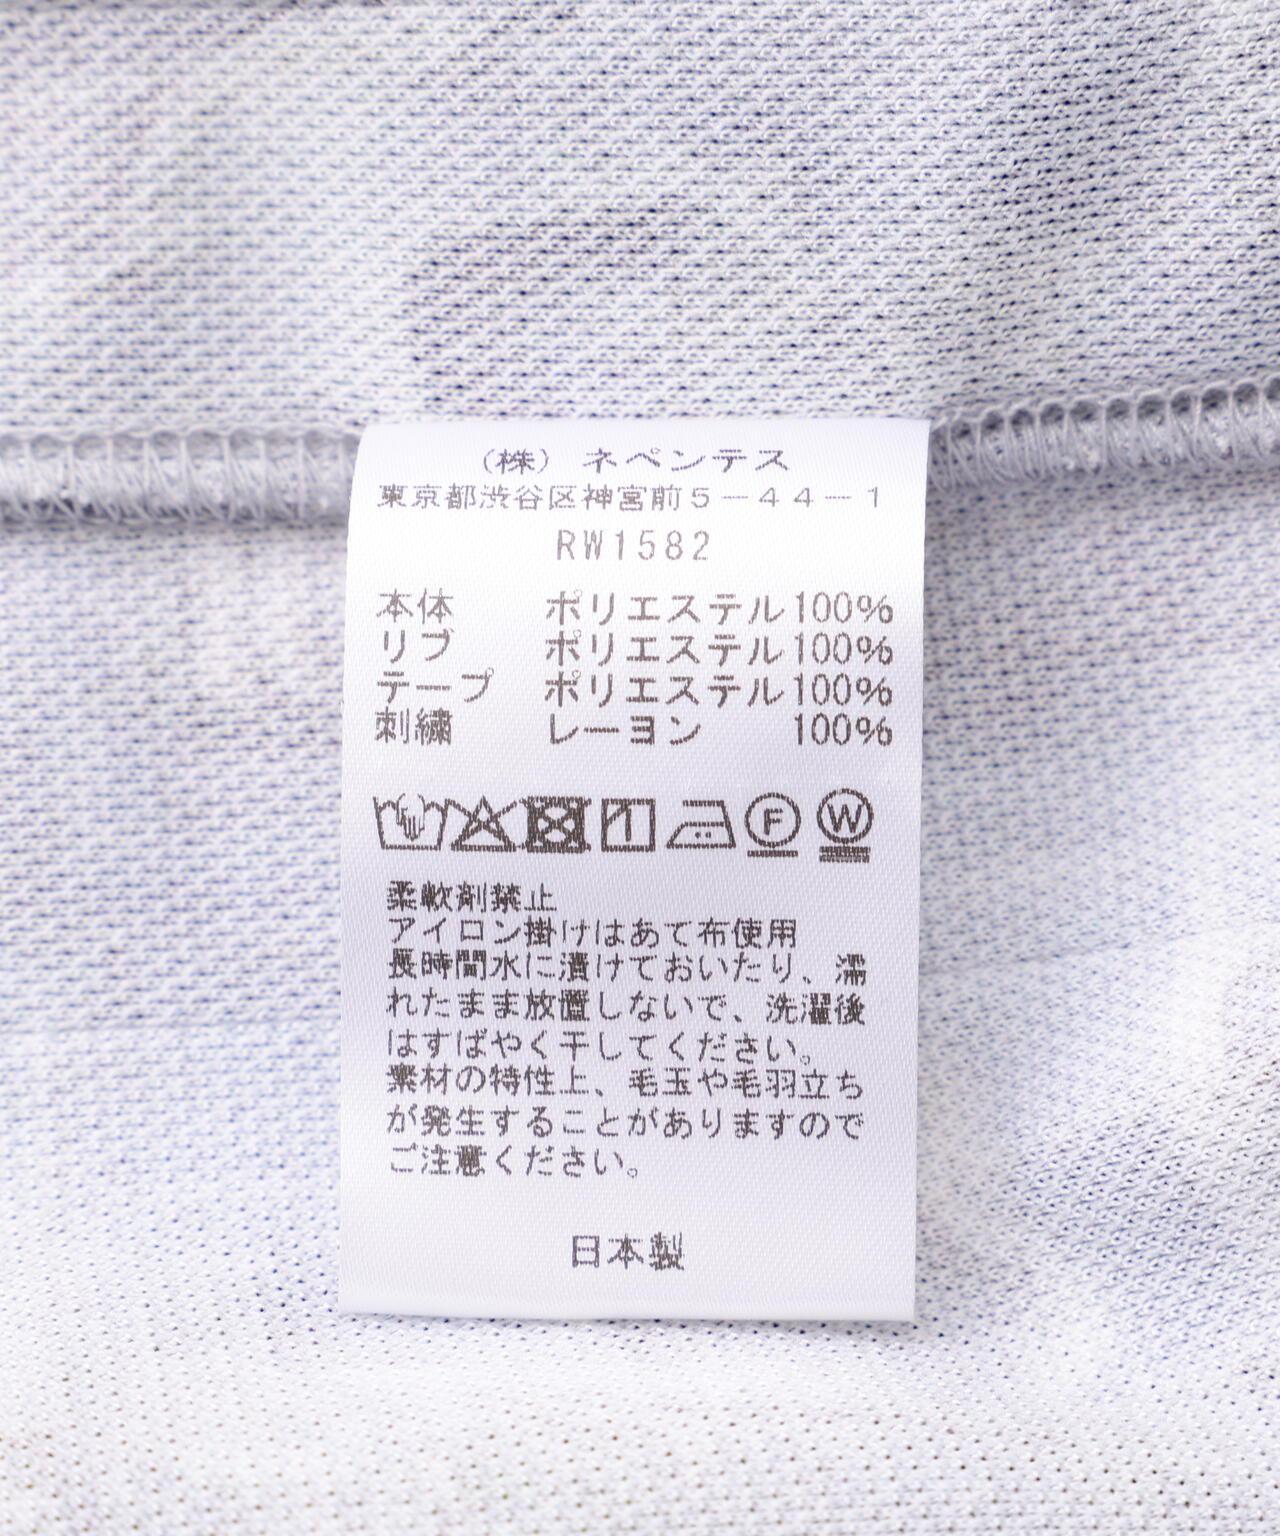 (株) ネペンテス
東京都渋谷区神宮前5-44-1
RW1582
本体 ポリエステル100%
リブ ポリエステル100%
テープ ポリエステル100%
刺繍 レーヨン 100%
F W
柔軟剤禁止
アイロン掛けはあて布使用
長時間水に漬けておいたり、濡
れたまま放置しないで、洗濯後
はすばやく干してください。
素材の特性上、毛玉や毛羽立ち
が発生することがありますので
ご注意ください。
日本製